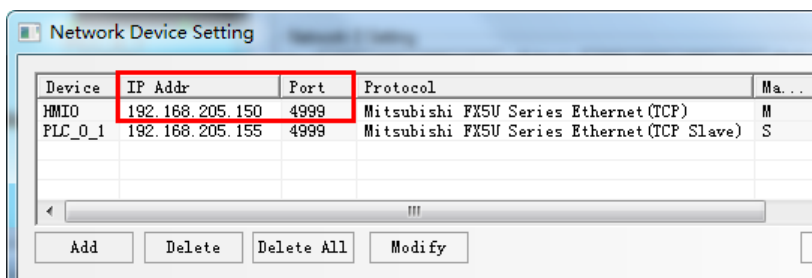 Network Device Setting
Device IP Addr Port Protocol Ma...
HMI0 192.168.205.150 4999 Mitsubishi FX5U Series Ethernet(TCP) M
PLC_0_1 192.168.205.155 4999 Mitsubishi FX5U Series Ethernet(TCP Slave) S
Add Delete Delete All Modify